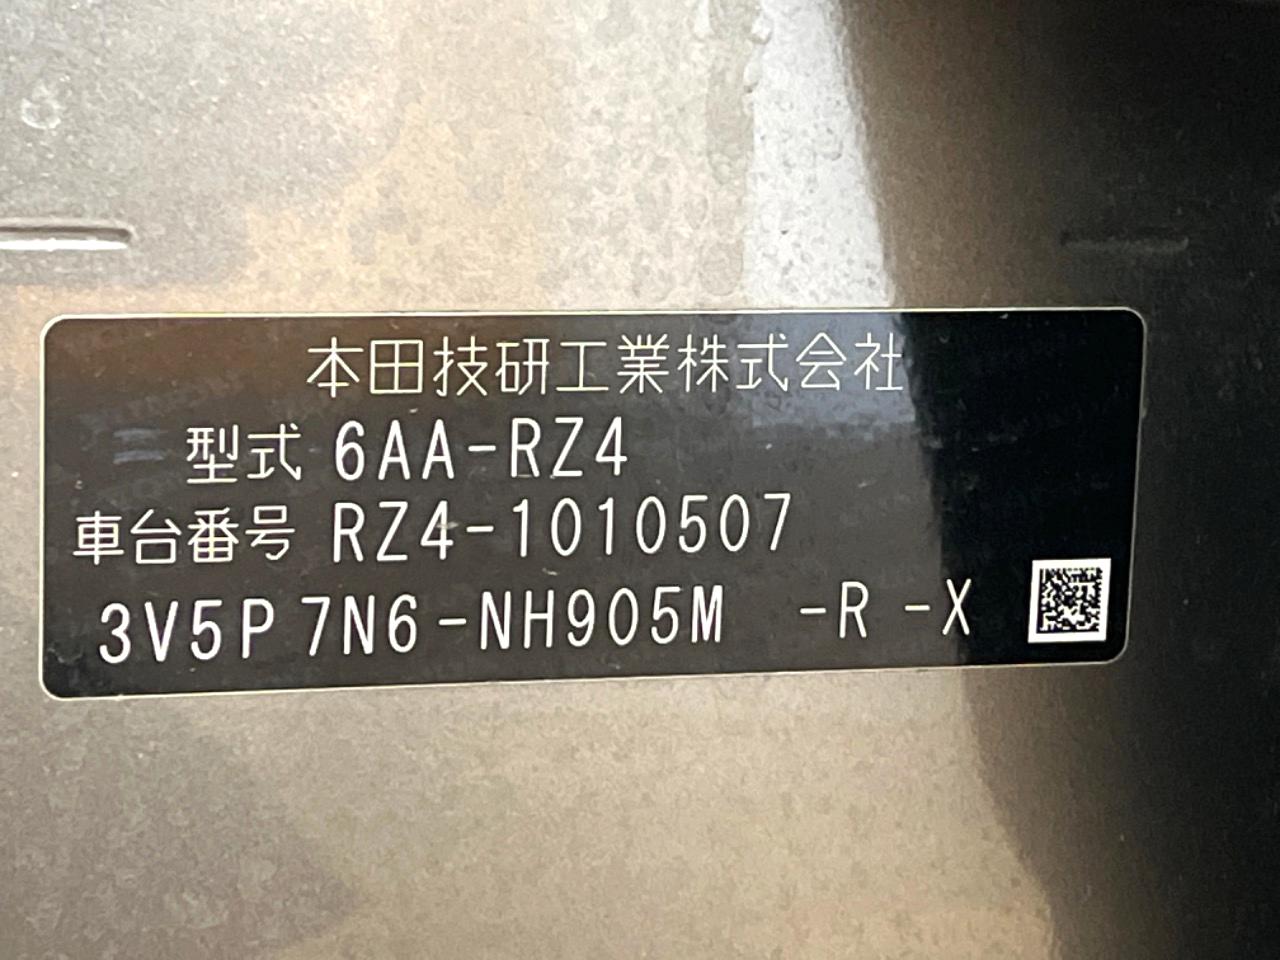 本田技研工業株式会社
型式 6AA-RZ4
車台番号 RZ4-1010507
3V5P 7N6-NH905M -R -X